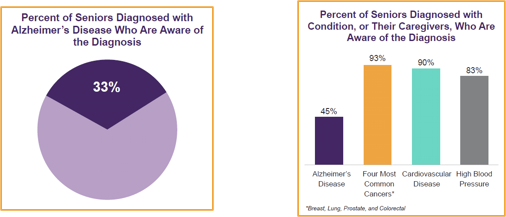 Percent of Seniors Diagnosed with
Alzheimer's Disease Who Are Aware of
the Diagnosis
33%
Percent of Seniors Diagnosed with
Condition, or Their Caregivers, Who Are
Aware of the Diagnosis
93%
90%
83%
45%
Alzheimer's
Disease
Four Most
Common
Cancers*
Cardiovascular
Disease
High Blood
Pressure
*Breast, Lung, Prostate, and Colorectal